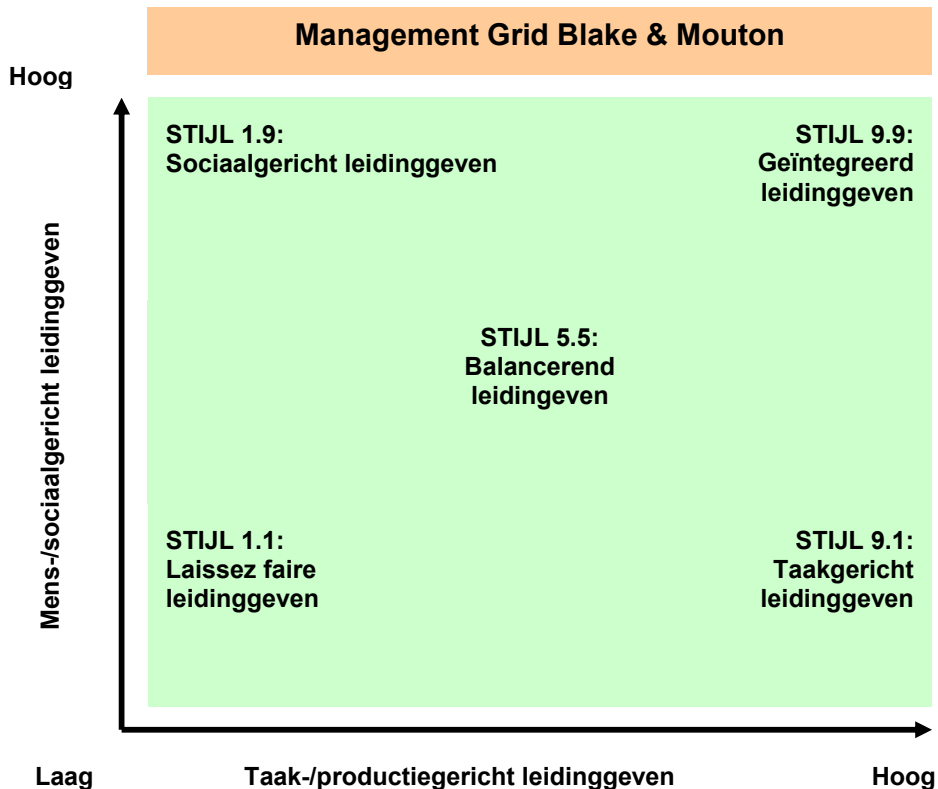 Management Grid Blake & Mouton
Hoog
STIJL 1.9:
Sociaalgericht leidinggeven
STIJL 9.9:
Geïntegreerd
leidinggeven
Mens-/sociaalgericht leidinggeven
STIJL 5.5:
Balancerend
leidingeven
STIJL 1.1:
Laissez faire
leidinggeven
STIJL 9.1:
Taakgericht
leidinggeven
Laag
Taak-/productiegericht leidinggeven
Hoog